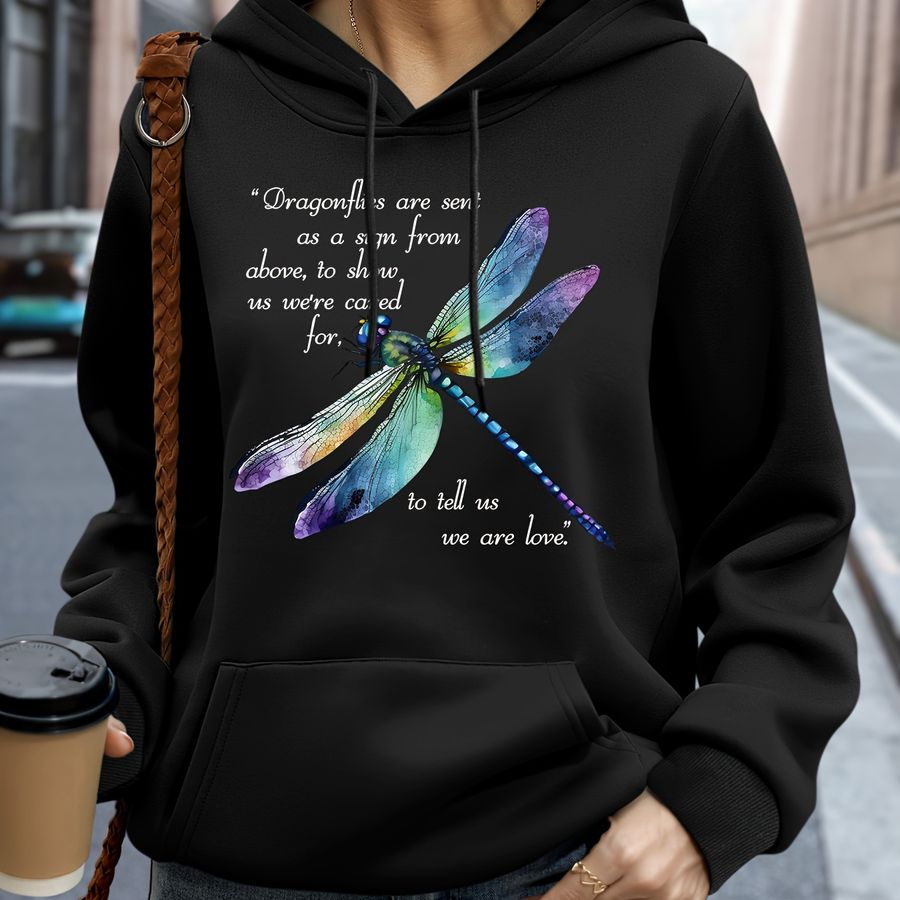 “Dragonflies are sent
as a sign from
above, to show
us we're cared
for,
to tell us
we are love.”